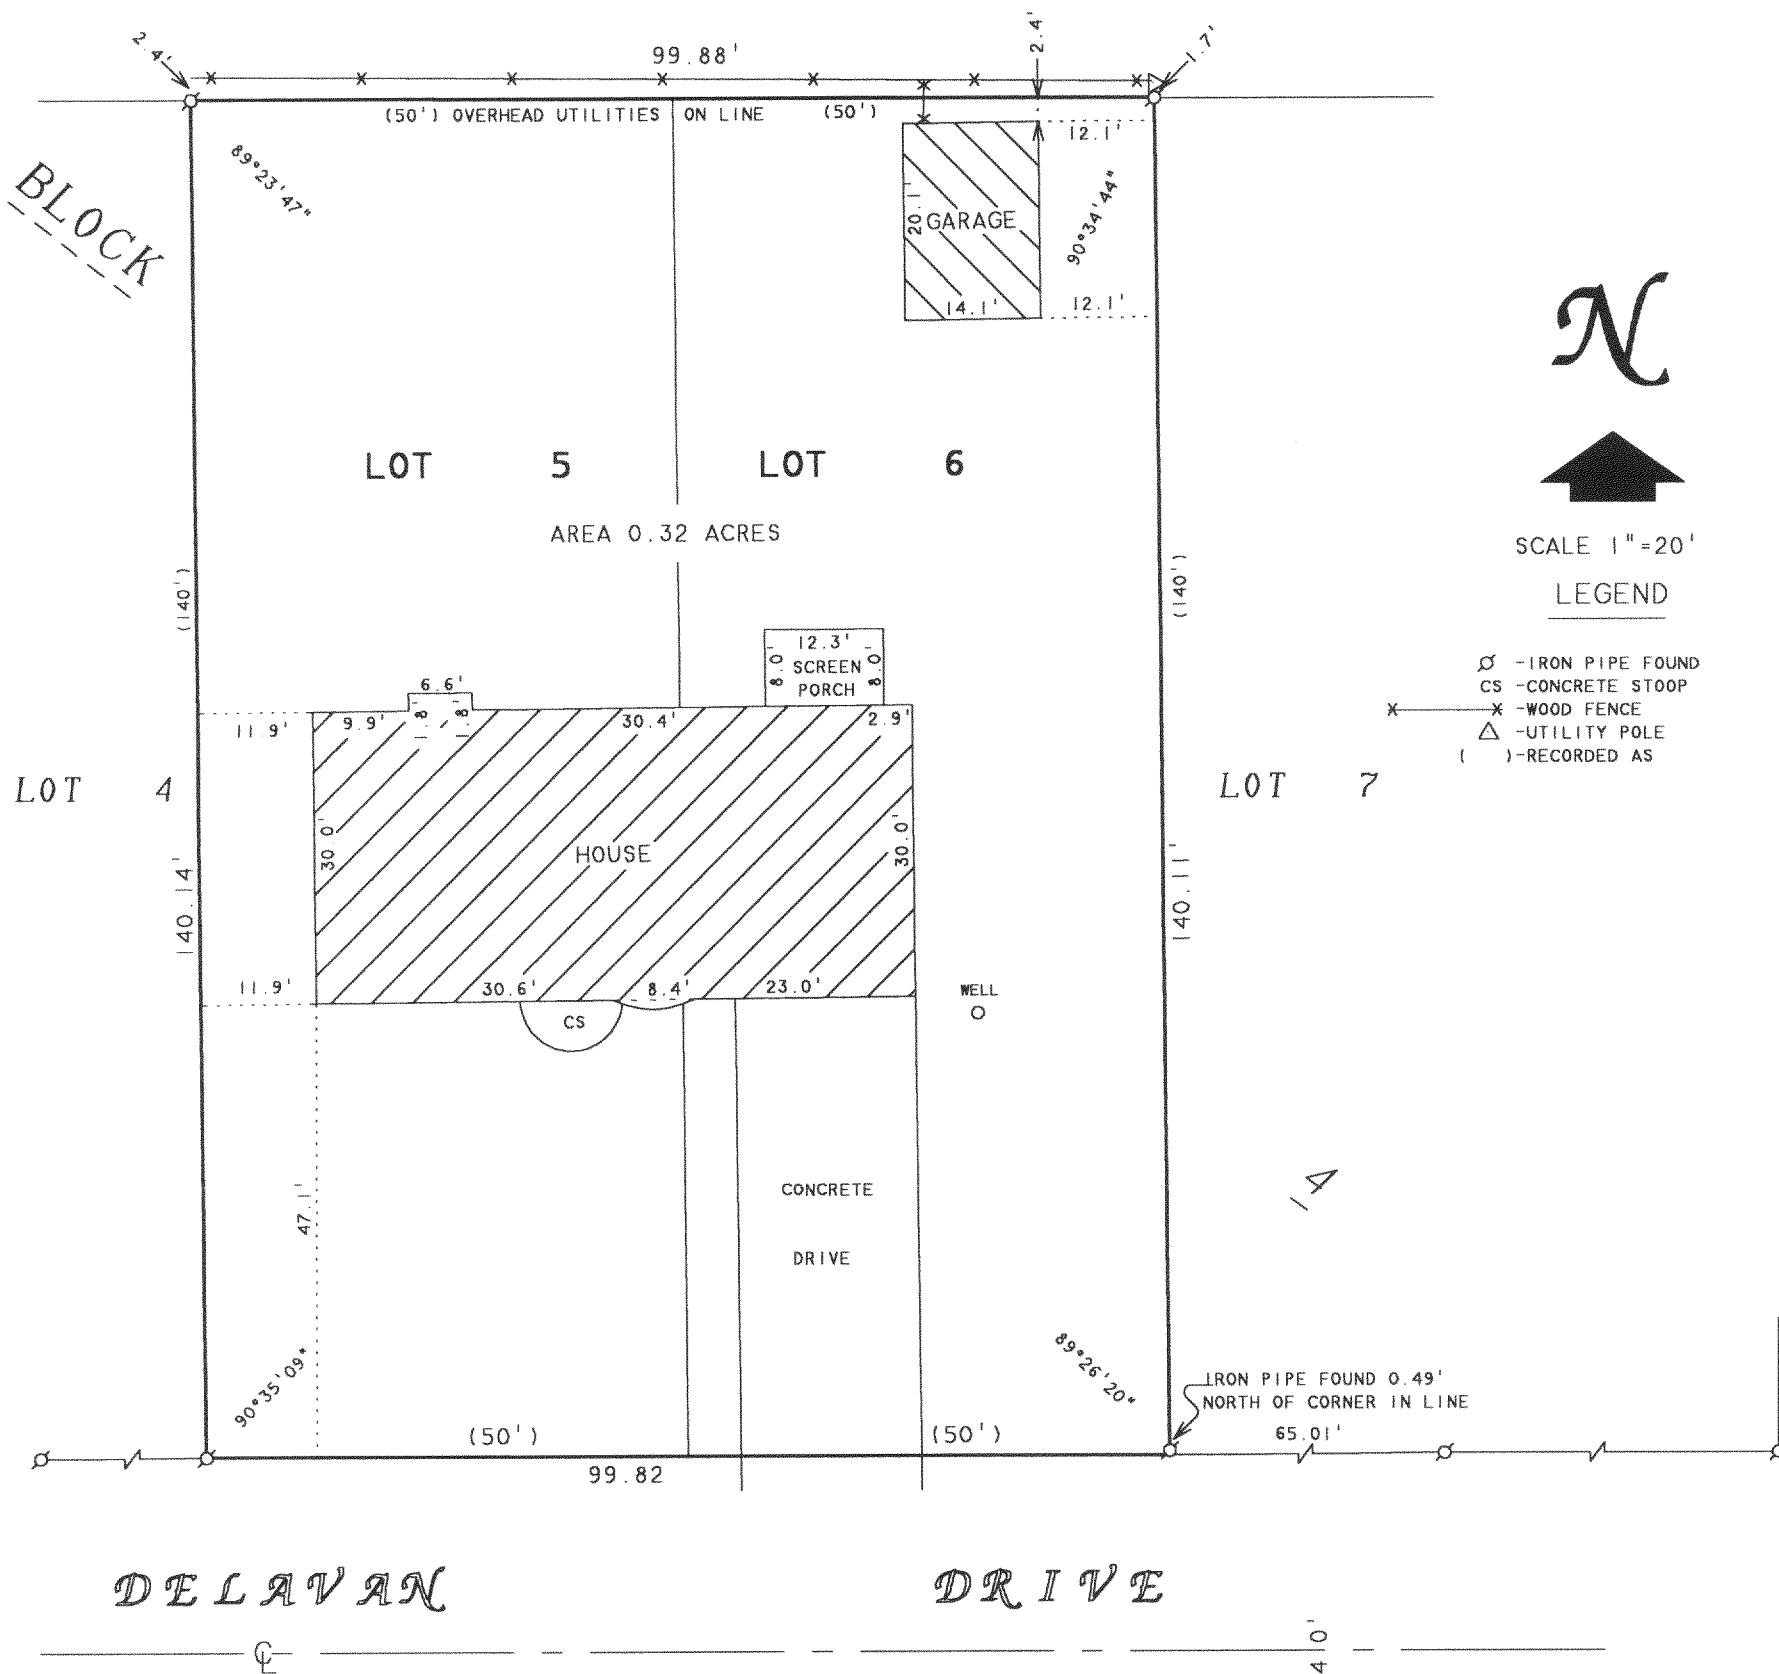 2.4'
99.88'
2.4'
1.7'
(50') OVERHEAD UTILITIES ON LINE (50')
12.1'
89°23'47"
BLOCK
20.1'
GARAGE
90°34'44"
14.1'
12.1'
N
LOT 5
LOT 6
AREA 0.32 ACRES
SCALE 1"=20'
LEGEND
(140')
(140')
-IRON PIPE FOUND
CS -CONCRETE STOOP
X X -WOOD FENCE
-UTILITY POLE
( )-RECORDED AS
12.3'
8.0'
SCREEN
8.0'
PORCH
6.6'
11.9'
9.9'
1.8'
1.8'
30.4'
2.9'
LOT 4
LOT 7
30.0'
HOUSE
30.0'
140.14'
140.11'
11.9'
30.6'
8.4'
23.0'
WELL
CS
47.1'
CONCRETE
DRIVE
14
90°35'09"
89°26'20"
IRON PIPE FOUND 0.49'
NORTH OF CORNER IN LINE
65.01'
(50')
(50')
99.82
DELAVAN DRIVE
CL
40'